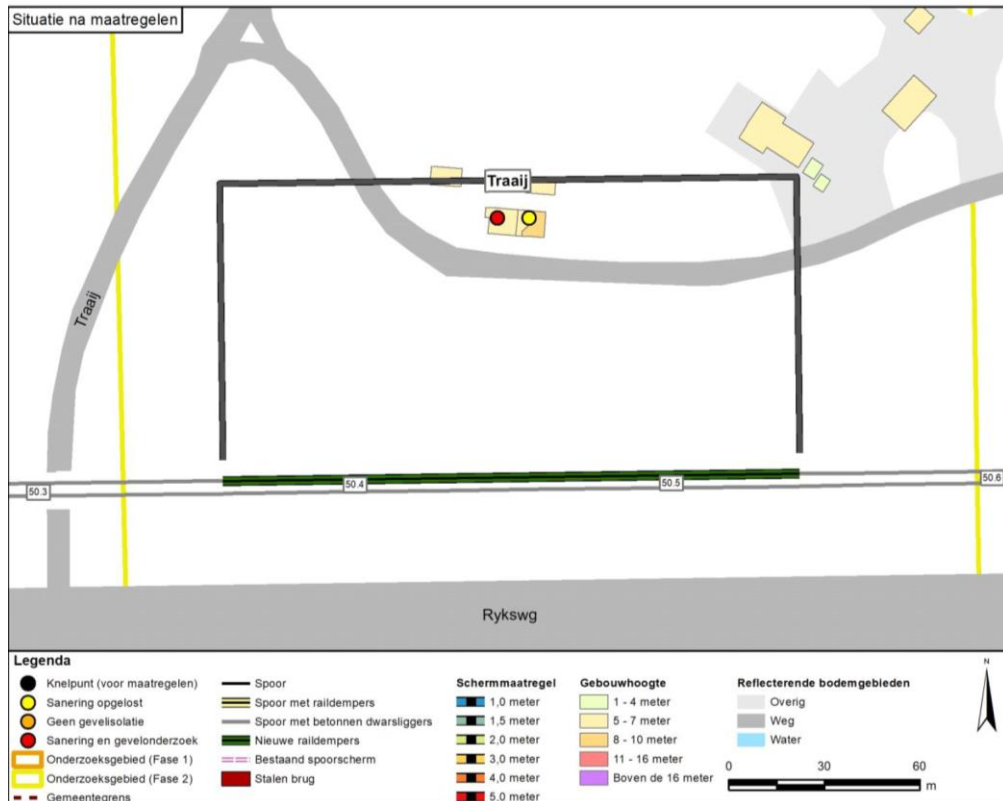 Situatie na maatregelen
Traaij
Traaij
50.3
50.4
50.5
50.6
Rykswg
Legenda
Knelpunt (voor maatregelen)
Sanering opgelost
Geen gevelisolatie
Sanering en gevelonderzoek
Onderzoeksgebied (Fase 1)
Onderzoeksgebied (Fase 2)
Gemeentegrens
Spoor
Spoor met raildempers
Spoor met betonnen dwarsliggers
Nieuwe raildempers
Bestaand spoorscherm
Stalen brug
Schermmaatregel
1,0 meter
1,5 meter
2,0 meter
3,0 meter
4,0 meter
5,0 meter
Gebouwhoogte
1 - 4 meter
5 - 7 meter
8 - 10 meter
11 - 16 meter
Boven de 16 meter
Reflecterende bodemgebieden
Overig
Weg
Water
N
0 30 60
m